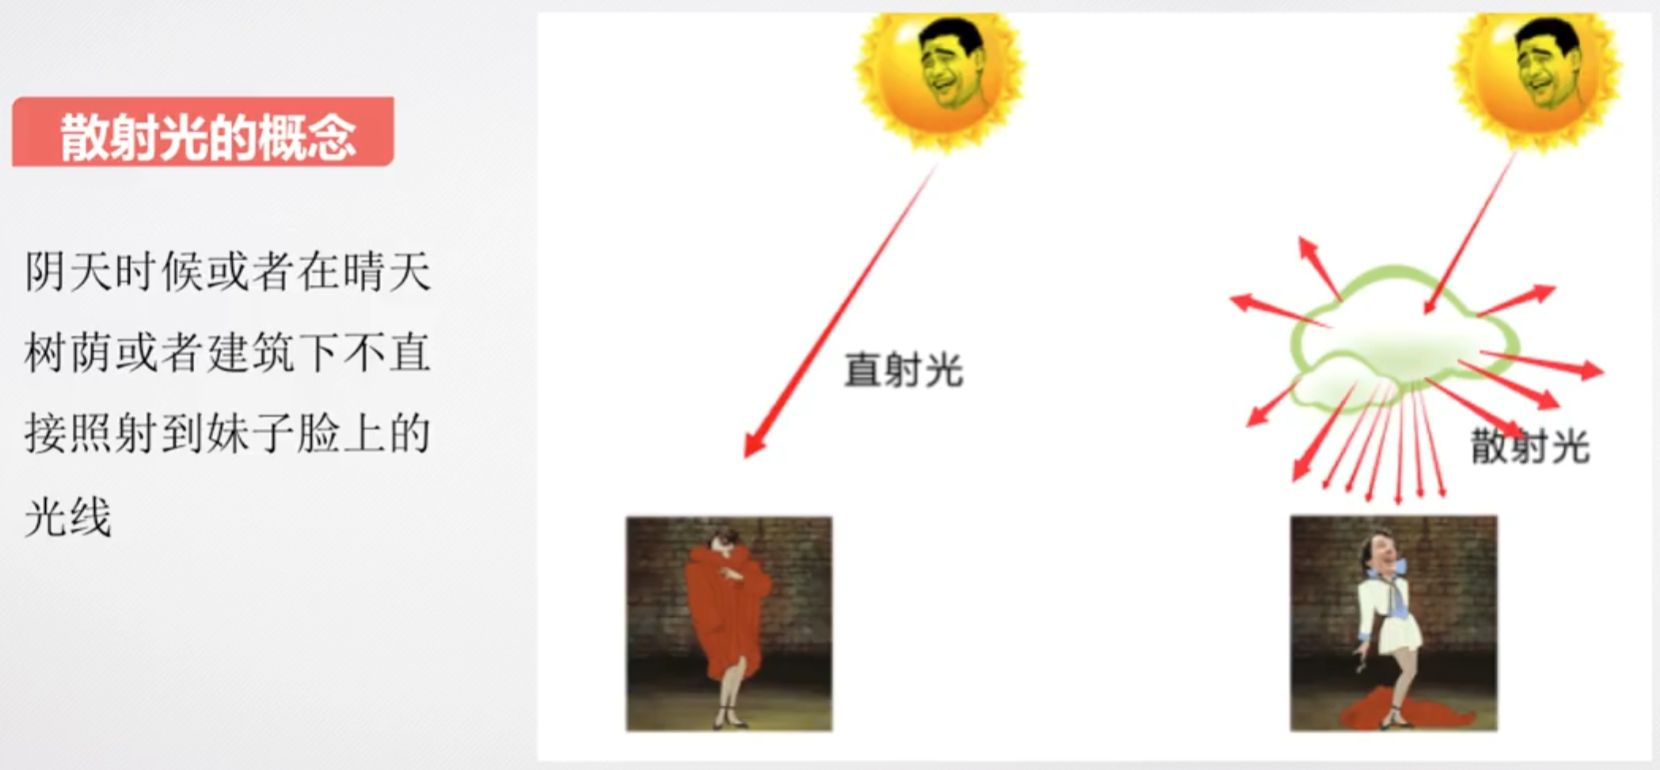 散射光的概念
阴天时候或者在晴天
树荫或者建筑下不直
接照射到妹子脸上的
光线
直射光
散射光